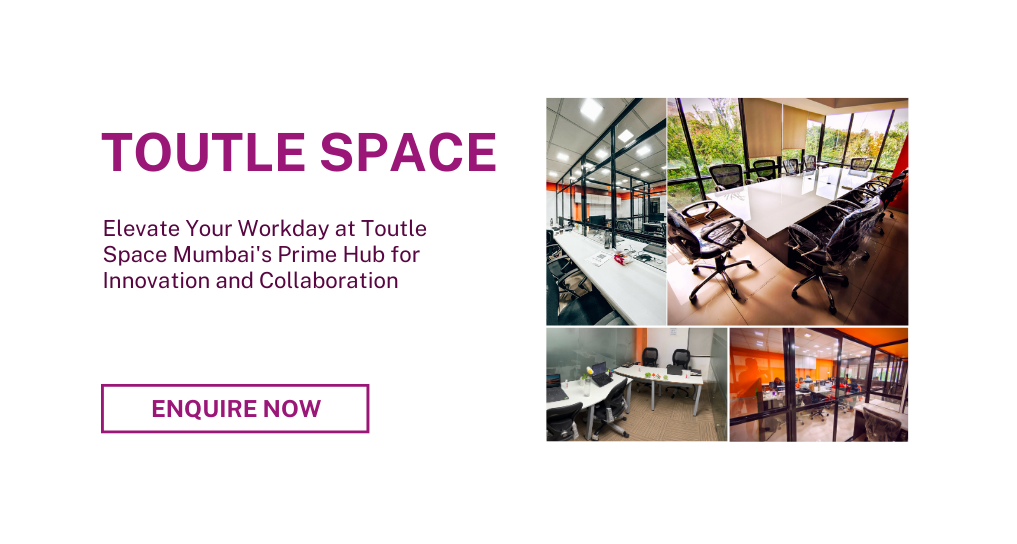 TOUTLE SPACE
Elevate Your Workday at Toutle
Space Mumbai's Prime Hub for
Innovation and Collaboration
ENQUIRE NOW